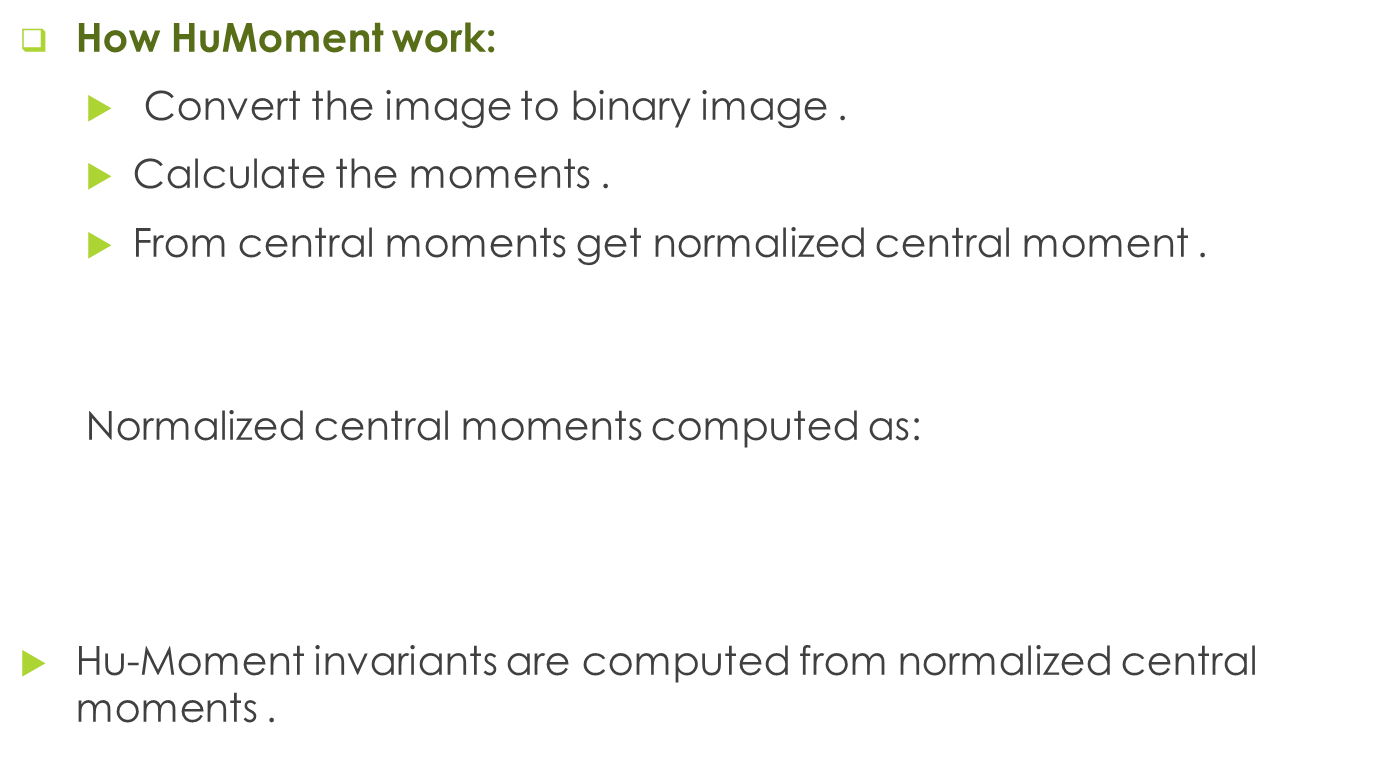 How HuMoment work:
Convert the image to binary image .
Calculate the moments .
From central moments get normalized central moment .
Normalized central moments computed as:
Hu-Moment invariants are computed from normalized central
moments .